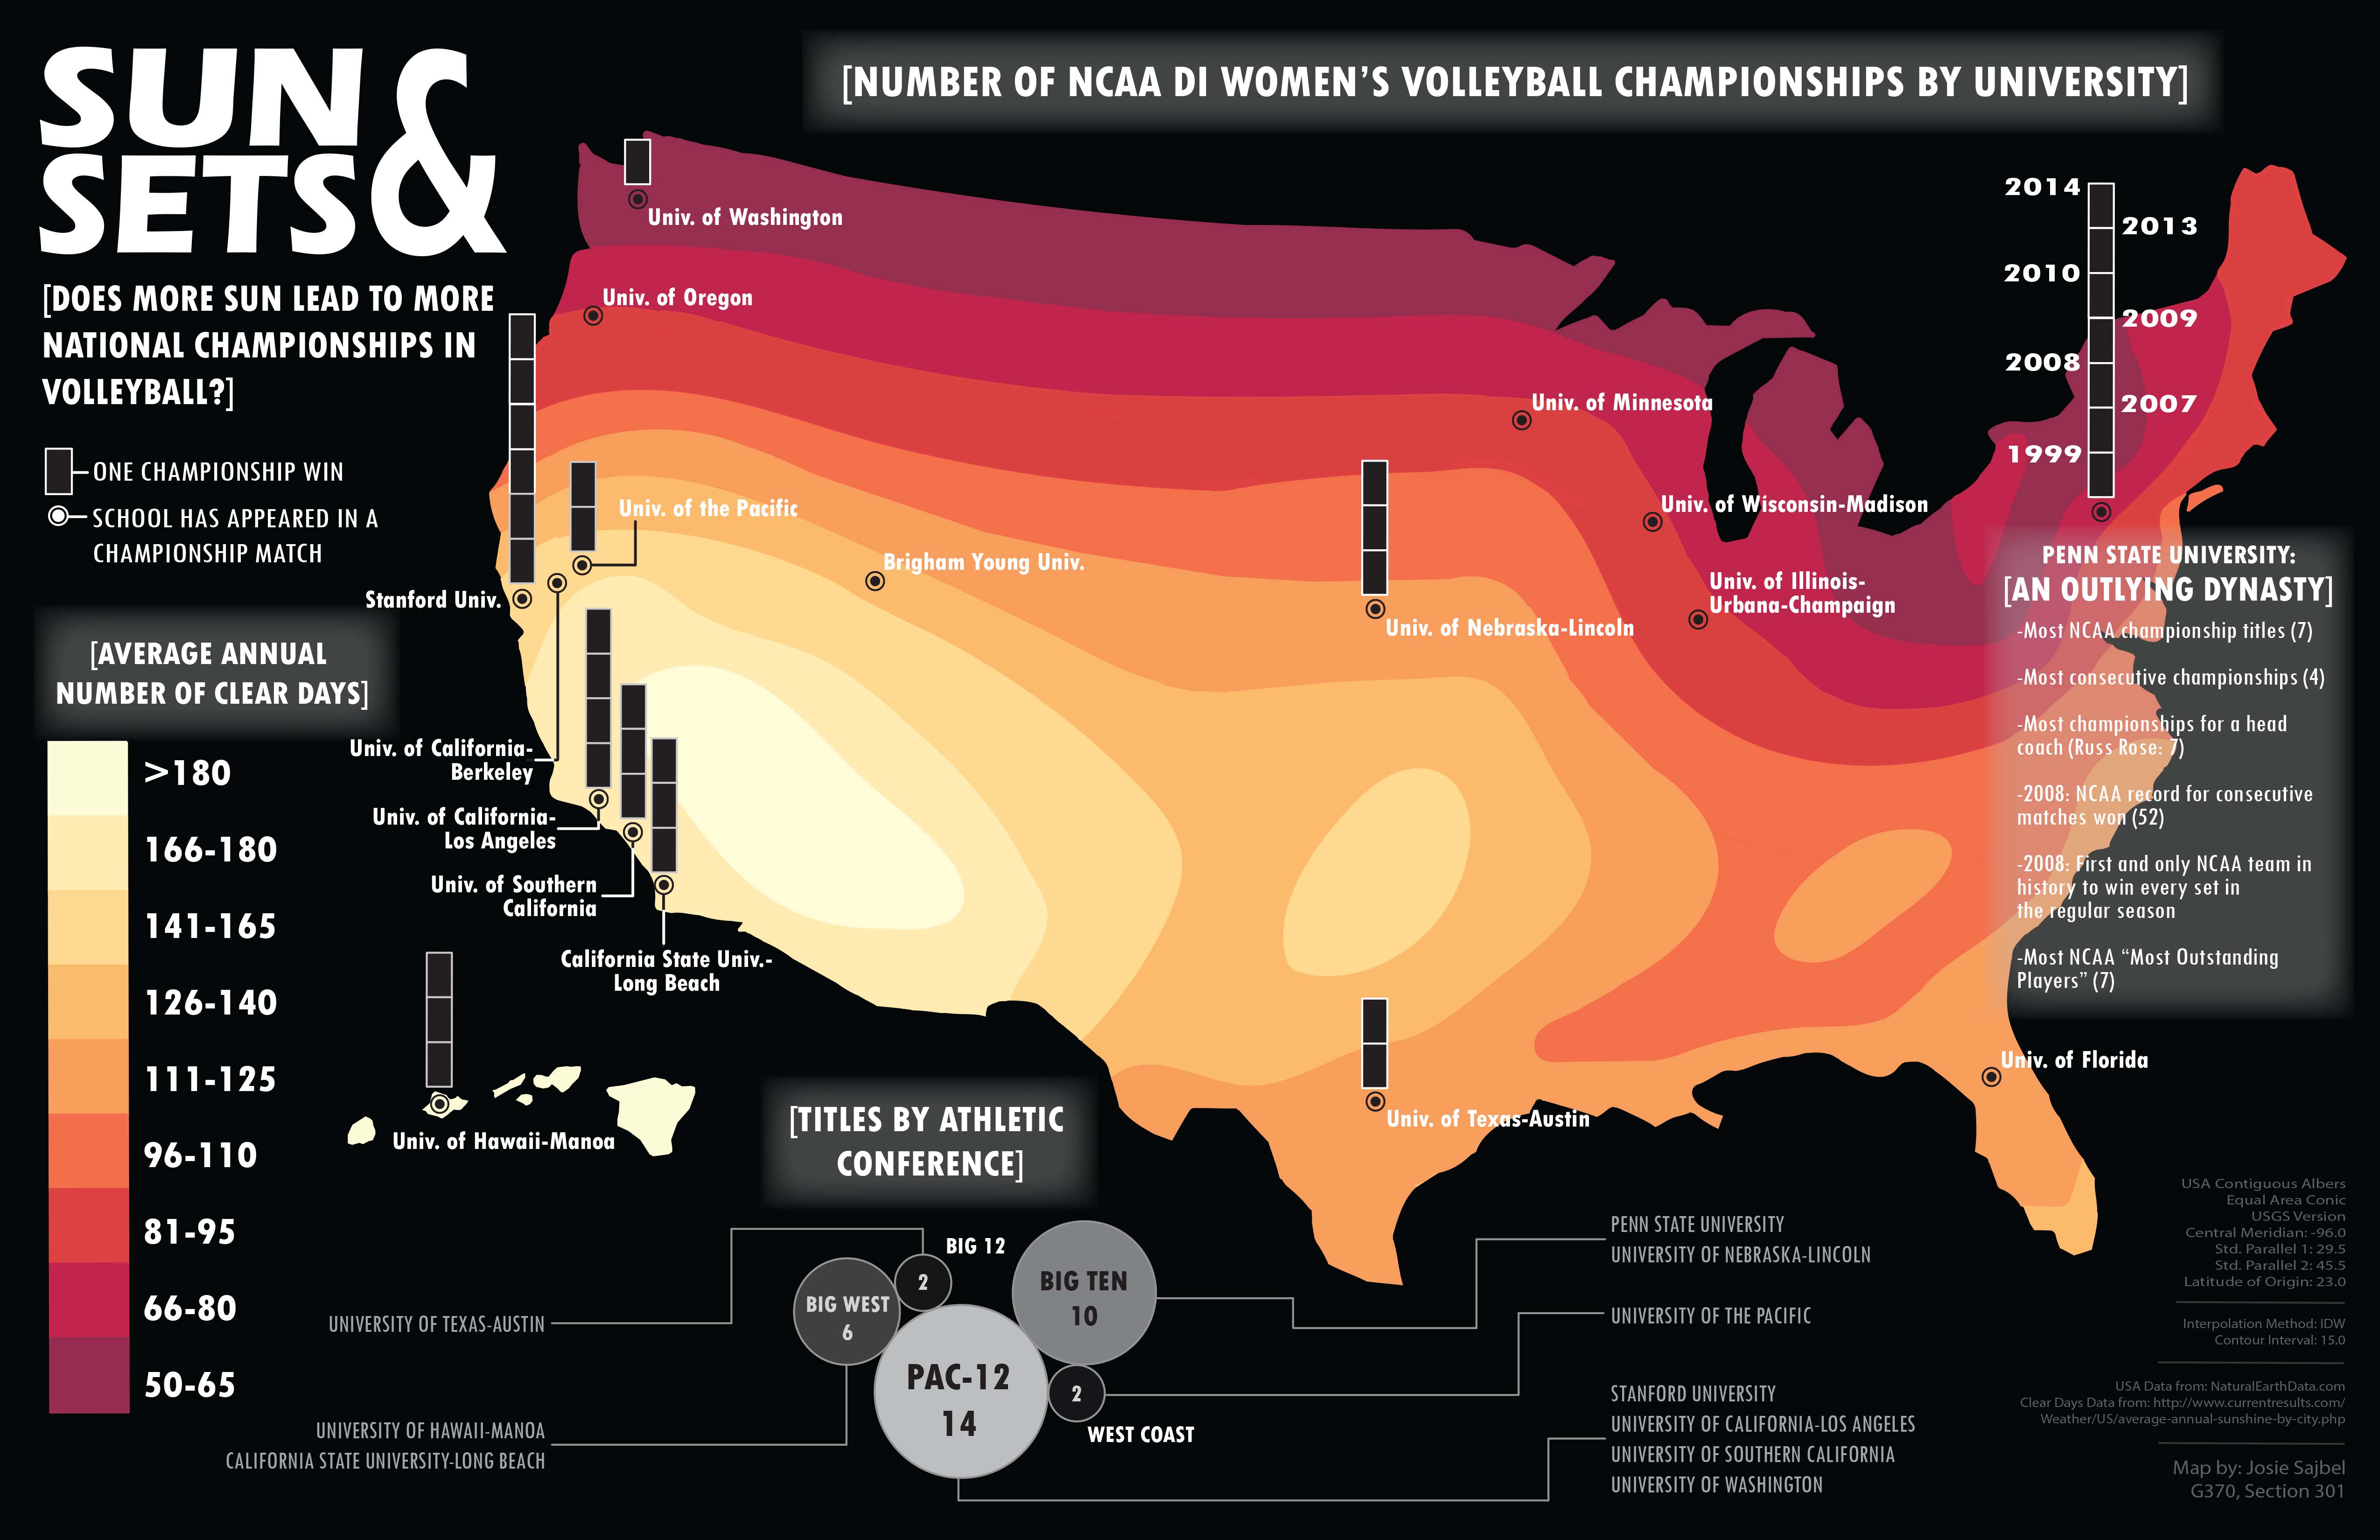 SUN &
SETS
[DOES MORE SUN LEAD TO MORE
NATIONAL CHAMPIONSHIPS IN
VOLLEYBALL?]
ONE CHAMPIONSHIP WIN
SCHOOL HAS APPEARED IN A
CHAMPIONSHIP MATCH
[NUMBER OF NCAA DI WOMEN'S VOLLEYBALL CHAMPIONSHIPS BY UNIVERSITY]
Univ. of Washington
Univ. of Oregon
Univ. of the Pacific
Stanford Univ.
Brigham Young Univ.
Univ. of Minnesota
Univ. of Wisconsin-Madison
Univ. of Illinois-
Urbana-Champaign
Univ. of Nebraska-Lincoln
Univ. of California-
Berkeley
Univ. of California-
Los Angeles
Univ. of Southern
California
California State Univ.-
Long Beach
Univ. of Hawaii-Manoa
Univ. of Texas-Austin
Univ. of Florida
2014
2013
2010
2009
2008
2007
1999
PENN STATE UNIVERSITY:
[AN OUTLYING DYNASTY]
-Most NCAA championship titles (7)
-Most consecutive championships (4)
-Most championships for a head
coach (Russ Rose: 7)
-2008: NCAA record for consecutive
matches won (52)
-2008: First and only NCAA team in
history to win every set in
the regular season
-Most NCAA “Most Outstanding
Players” (7)
[AVERAGE ANNUAL
NUMBER OF CLEAR DAYS]
>180
166-180
141-165
126-140
111-125
96-110
81-95
66-80
50-65
[TITLES BY ATHLETIC
CONFERENCE]
BIG 12
2
BIG WEST
6
BIG TEN
10
PAC-12
14
2
WEST COAST
UNIVERSITY OF TEXAS-AUSTIN
UNIVERSITY OF HAWAII-MANOA
CALIFORNIA STATE UNIVERSITY-LONG BEACH
PENN STATE UNIVERSITY
UNIVERSITY OF NEBRASKA-LINCOLN
UNIVERSITY OF THE PACIFIC
STANFORD UNIVERSITY
UNIVERSITY OF CALIFORNIA-LOS ANGELES
UNIVERSITY OF SOUTHERN CALIFORNIA
UNIVERSITY OF WASHINGTON
USA Contiguous Albers
Equal Area Conic
USGS Version
Central Meridian: -96.0
Std. Parallel 1: 29.5
Std. Parallel 2: 45.5
Latitude of Origin: 23.0
Interpolation Method: IDW
Contour Interval: 15.0
USA Data from: NaturalEarthData.com
Clear Days Data from: http://www.currentresults.com/
Weather/US/average-annual-sunshine-by-city.php
Map by: Josie Sajbel
G370, Section 301